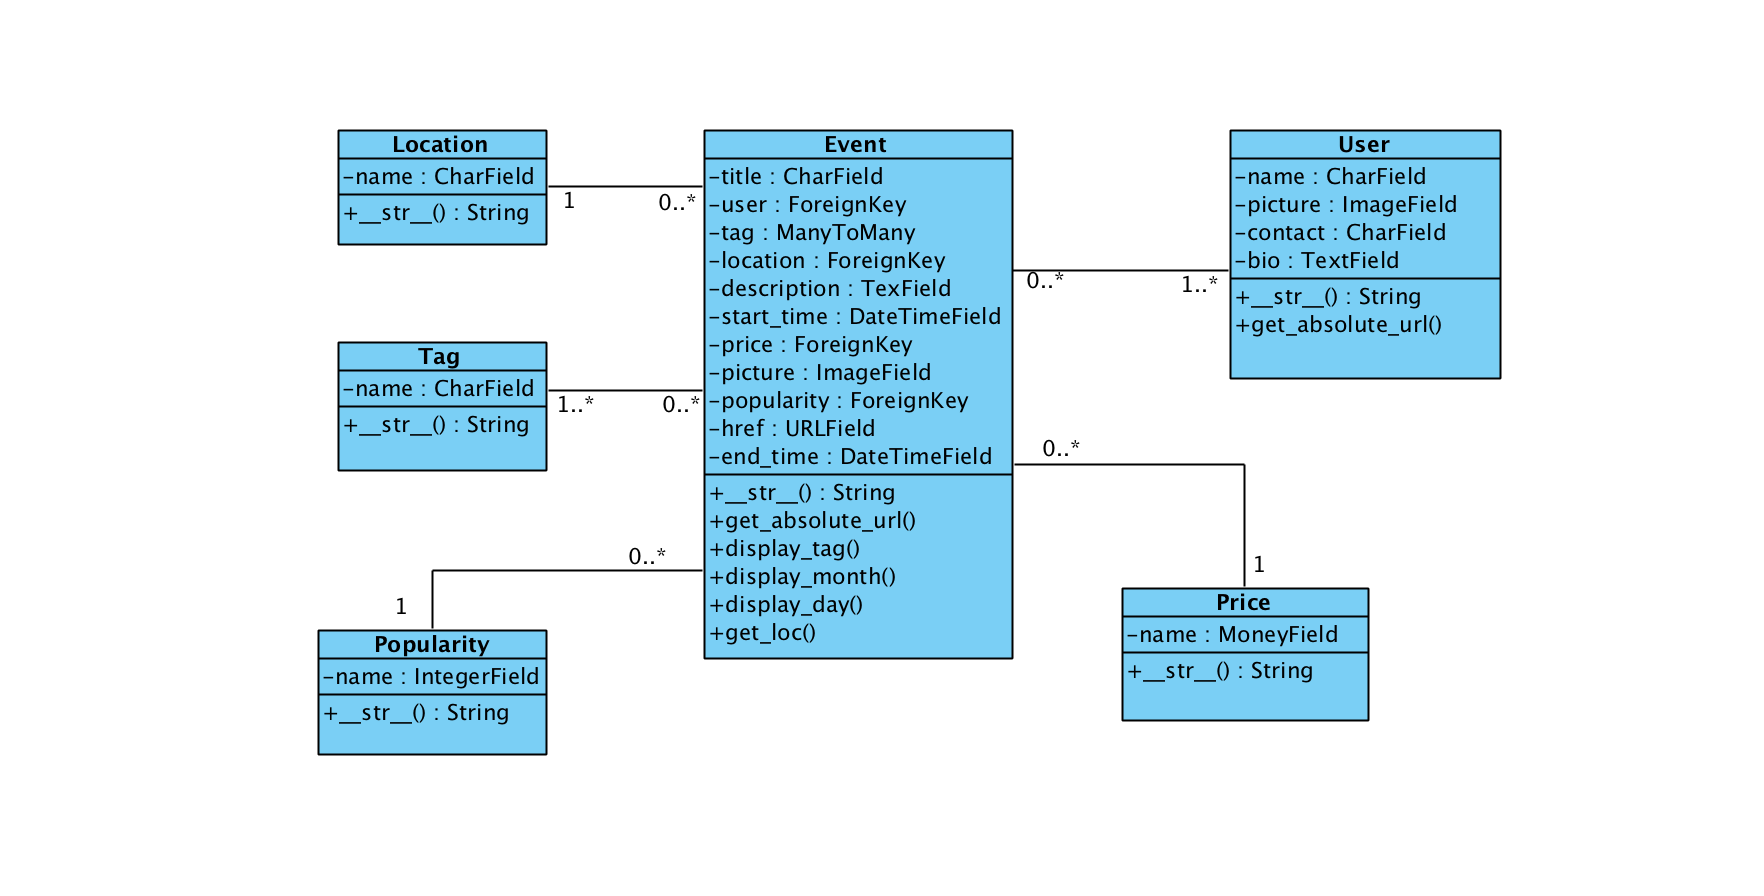 Location
-name : CharField
+__str__() : String
1
0..*
Tag
-name : CharField
+__str__() : String
1..*
0..*
Popularity
-name : IntegerField
+__str__() : String
1
0..*
Event
-title : CharField
-user : ForeignKey
-tag : ManyToMany
-location : ForeignKey
-description : TexField
-start_time : DateTimeField
-price : ForeignKey
-picture : ImageField
-popularity : ForeignKey
-href : URLField
-end_time : DateTimeField
+__str__() : String
+get_absolute_url()
+display_tag()
+display_month()
+display_day()
+get_loc()
0..*
1..*
User
-name : CharField
-picture : ImageField
-contact : CharField
-bio : TextField
+__str__() : String
+get_absolute_url()
0..*
1
Price
-name : MoneyField
+__str__() : String